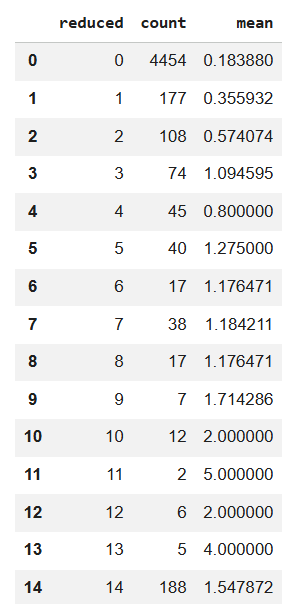 reduced count mean
0 0 4454 0.183880
1 1 177 0.355932
2 2 108 0.574074
3 3 74 1.094595
4 4 45 0.800000
5 5 40 1.275000
6 6 17 1.176471
7 7 38 1.184211
8 8 17 1.176471
9 9 7 1.714286
10 10 12 2.000000
11 11 2 5.000000
12 12 6 2.000000
13 13 5 4.000000
14 14 188 1.547872